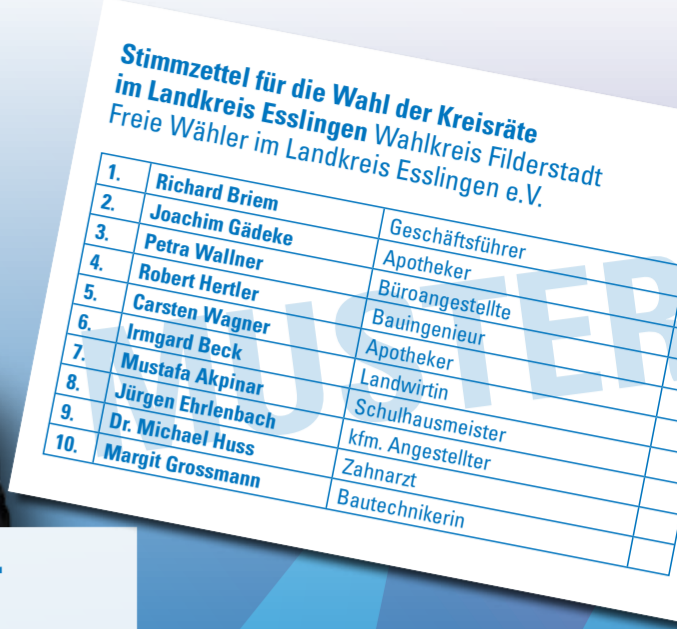 Stimmzettel für die Wahl der Kreisräte
im Landkreis Esslingen Wahlkreis Filderstadt
Freie Wähler im Landkreis Esslingen e.V.
1. Richard Briem Geschäftsführer
2. Joachim Gädeke Apotheker
3. Petra Wallner Büroangestellte
4. Robert Hertler Bauingenieur
5. Carsten Wagner Apotheker
6. Irmgard Beck Landwirtin
7. Mustafa Akpinar Schulhausmeister
8. Jürgen Ehrlenbach kfm. Angestellter
9. Dr. Michael Huss Zahnarzt
10. Margit Grossmann Bautechnikerin
MUSTER